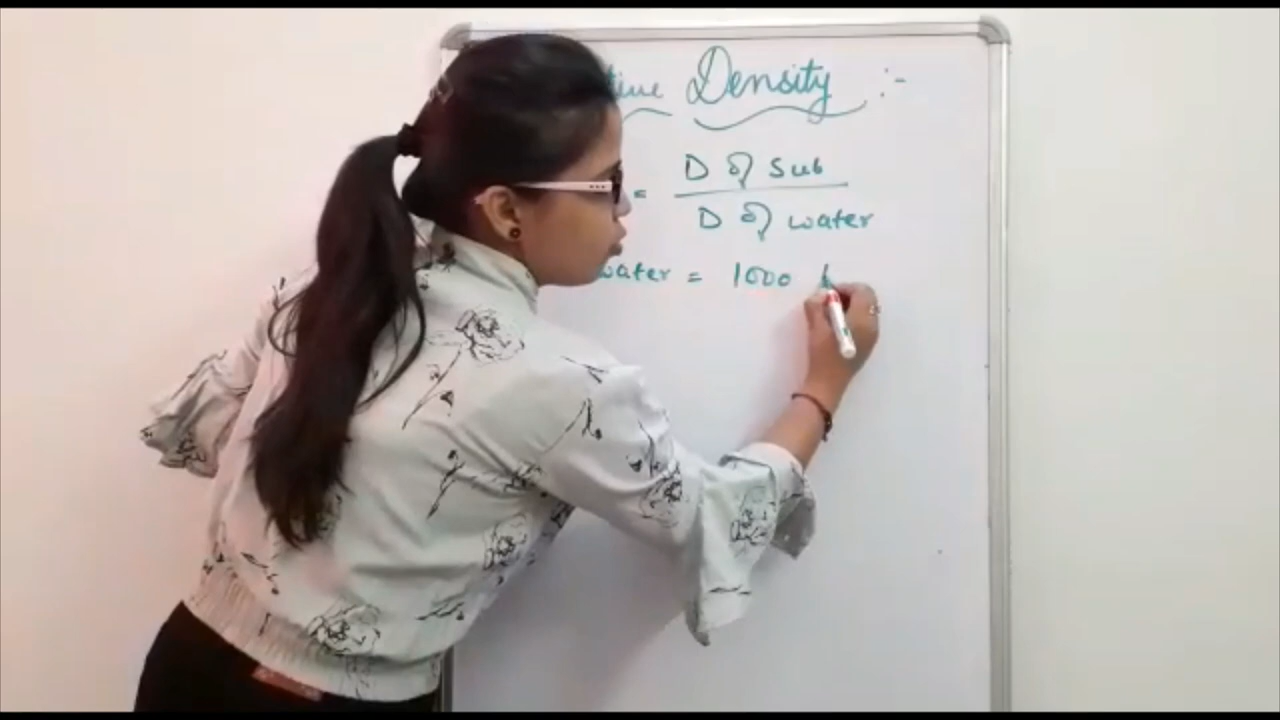 Density :-
= D of Sub
D of water
water = 1000